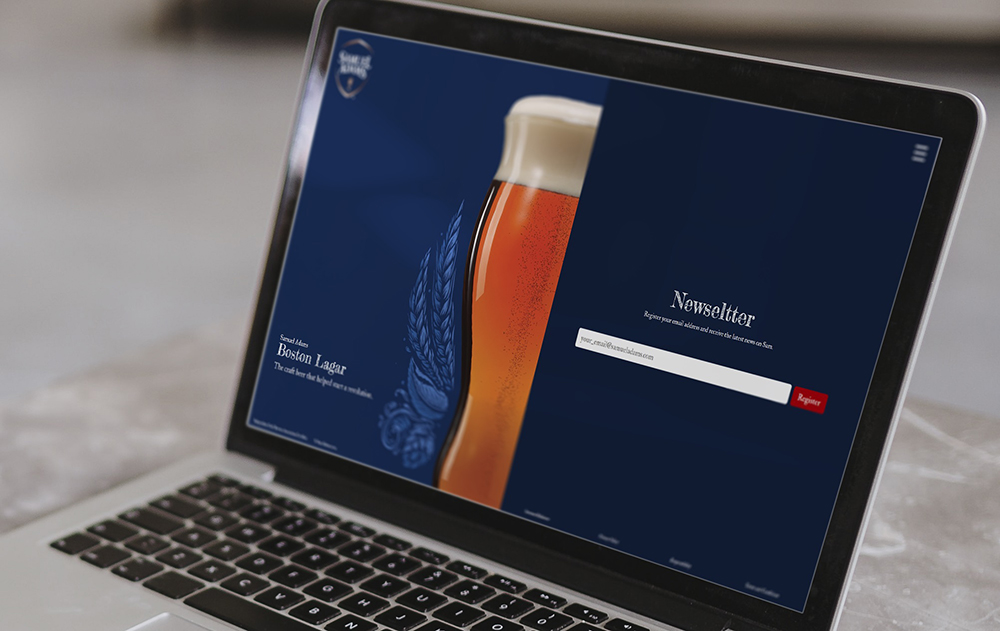 SAMUEL
ADAMS
Newseltter
Register your email address and receive the latest news on Sam.
your_email@samueladams.com
Register
Samuel Adams
Boston Lagar
The craft beer that helped start a revolution.